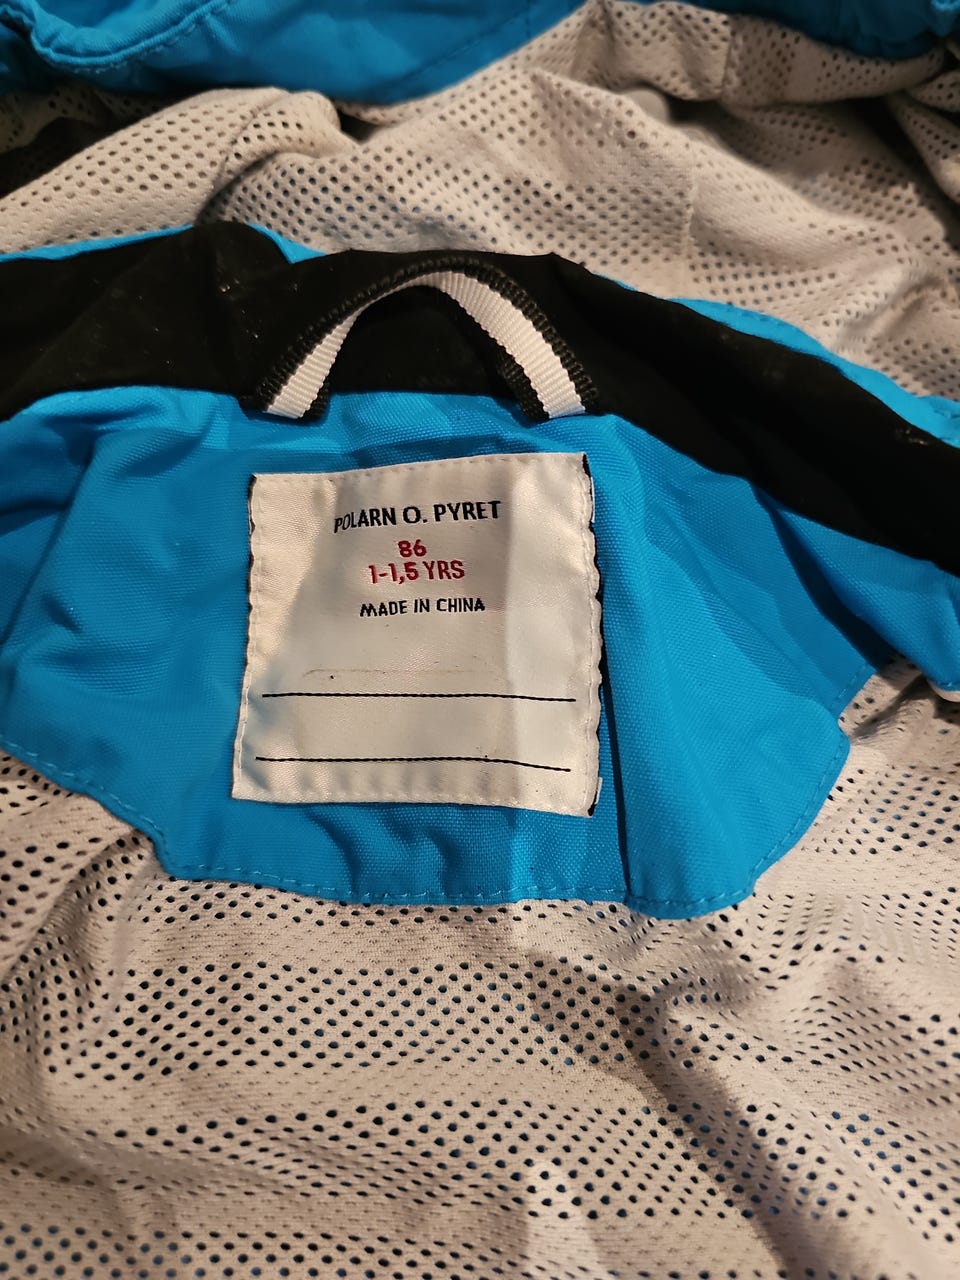 POLARN O. PYRET
86
1-1,5 YRS
MADE IN CHINA